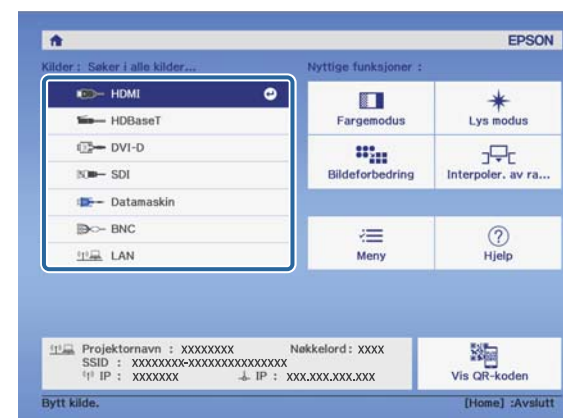 EPSON
Kilder : Søker i alle kilder...
Nyttige funksjoner :
HDMI
HDBaseT
DVI-D
SDI
Datamaskin
BNC
LAN
Fargemodus
Lys modus
Bildeforbedring
Interpoler. av ra...
Meny
Hjelp
Projektornavn : XXXXXXXX Nøkkelord : XXXX
SSID : XXXXXXXX-XXXXXXXXXXXXXX
IP : XXXXXXX IP : XXX.XXX.XXX.XXX
Vis QR-koden
Bytt kilde. [Home] :Avslutt